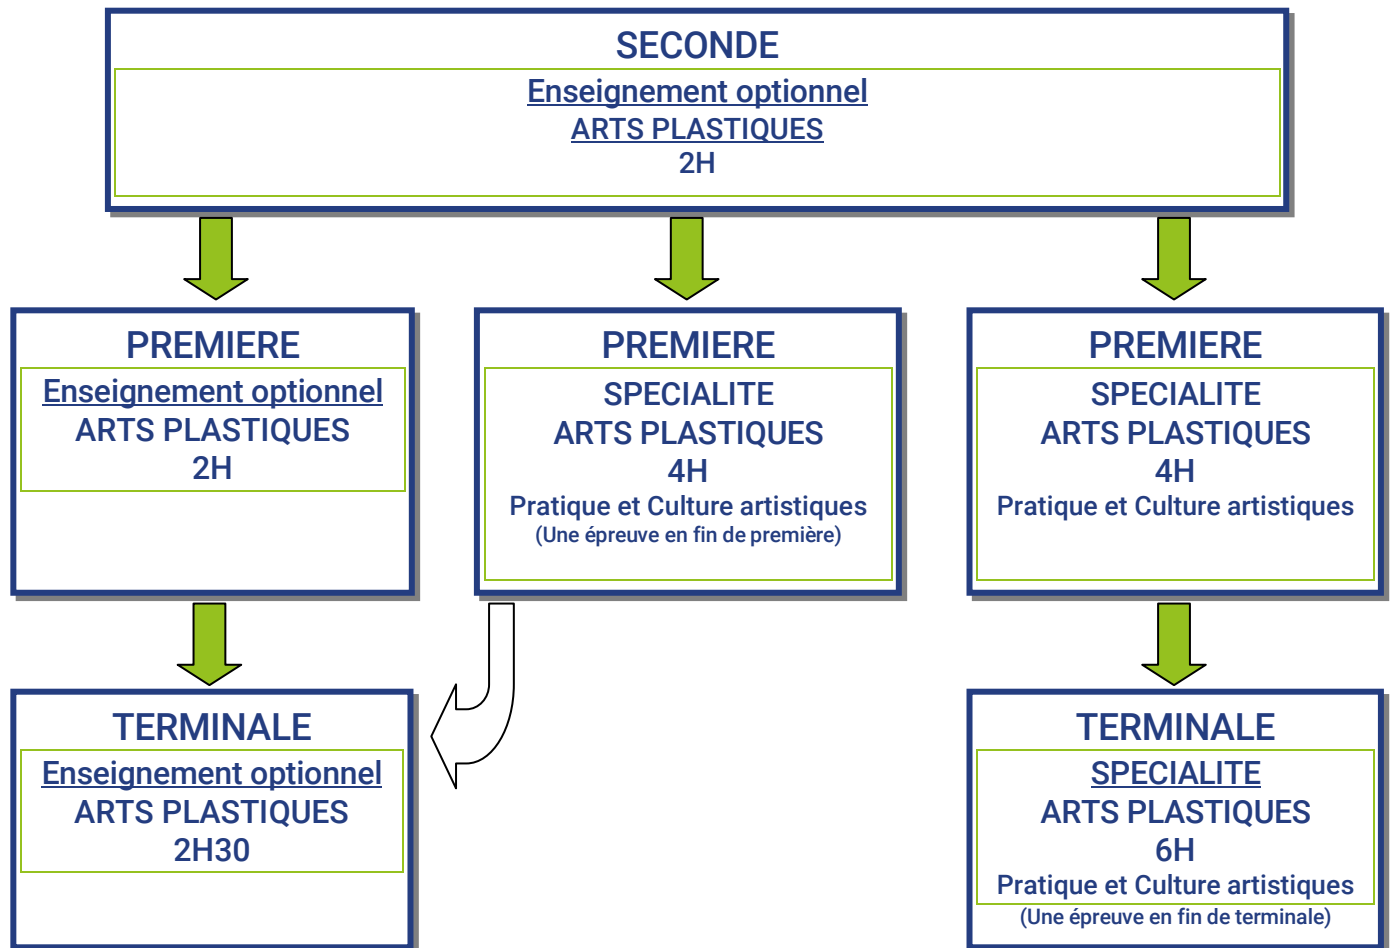 SECONDE
Enseignement optionnel
ARTS PLASTIQUES
2H
PREMIERE
Enseignement optionnel
ARTS PLASTIQUES
2H
PREMIERE
SPECIALITE
ARTS PLASTIQUES
4H
Pratique et Culture artistiques
(Une épreuve en fin de première)
PREMIERE
SPECIALITE
ARTS PLASTIQUES
4H
Pratique et Culture artistiques
TERMINALE
Enseignement optionnel
ARTS PLASTIQUES
2H30
TERMINALE
SPECIALITE
ARTS PLASTIQUES
6H
Pratique et Culture artistiques
(Une épreuve en fin de terminale)